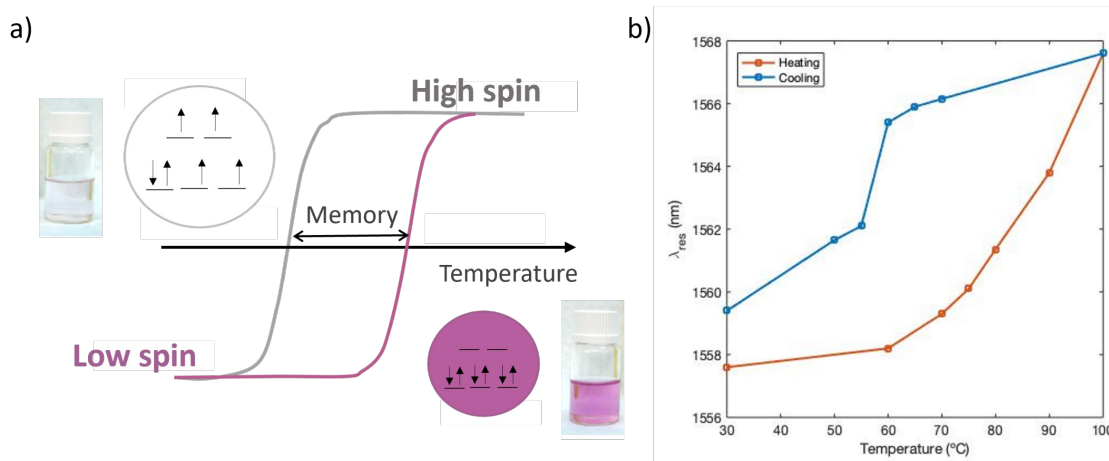 a)
High spin
Memory
Temperature
Low spin
b)
1568
1566
1564
1562
1560
1558
1556
λres (nm)
Heating
Cooling
30
40
50
60
70
80
90
100
Temperature (ºC)